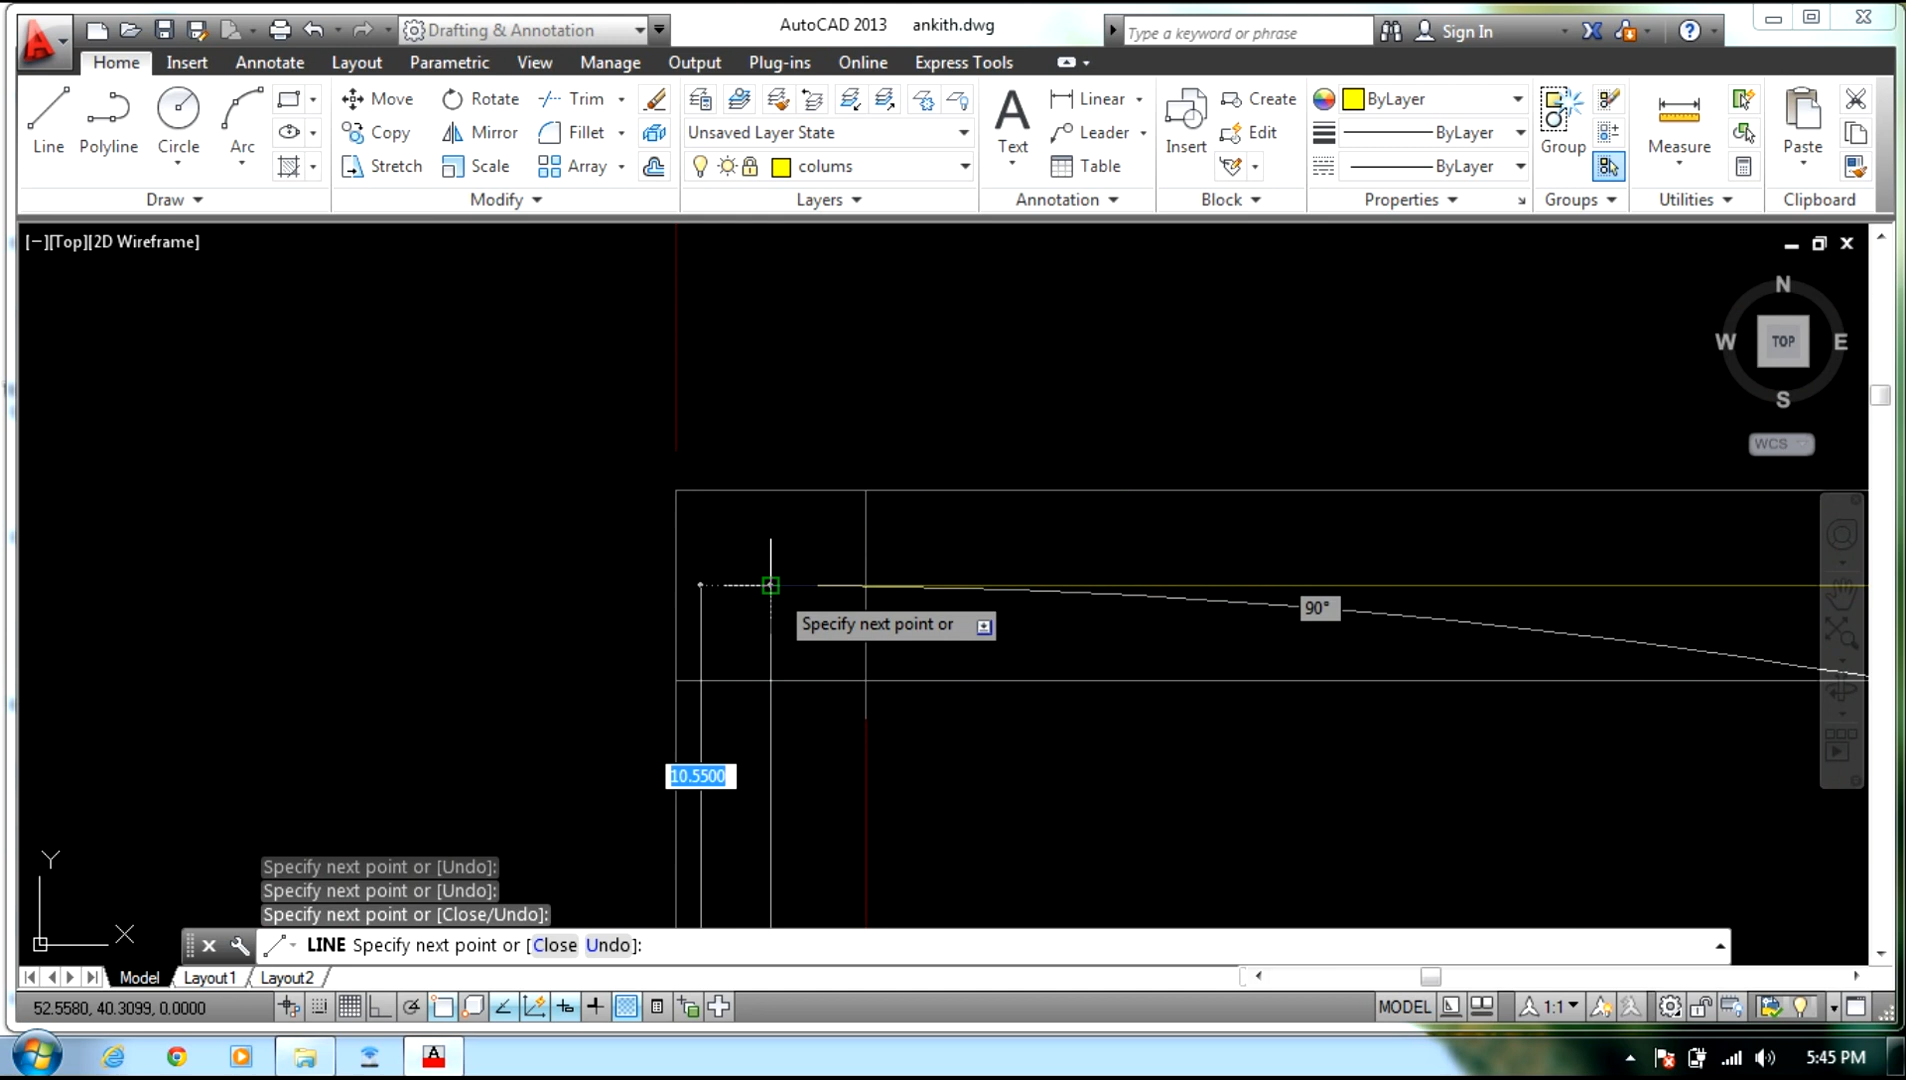 Drafting & Annotation
AutoCAD 2013 ankith.dwg
Type a keyword or phrase
Sign In
Home Insert Annotate Layout Parametric View Manage Output Plug-ins Online Express Tools
Line Polyline Circle Arc
Move Rotate Trim
Copy Mirror Fillet
Stretch Scale Array
Unsaved Layer State
colums
Text
Linear
Leader
Table
Insert
Create
Edit
ByLayer
ByLayer
ByLayer
Group
Measure
Paste
Draw Modify Layers Annotation Block Properties Groups Utilities Clipboard
[−][Top][2D Wireframe]
N
W TOP E
S
WCS
90°
Specify next point or
10.5500
Y
X
Specify next point or [Undo]:
Specify next point or [Undo]:
Specify next point or [Close/Undo]:
LINE Specify next point or [Close Undo]:
Model Layout1 Layout2
52.5580, 40.3099, 0.0000
MODEL
1:1
5:45 PM